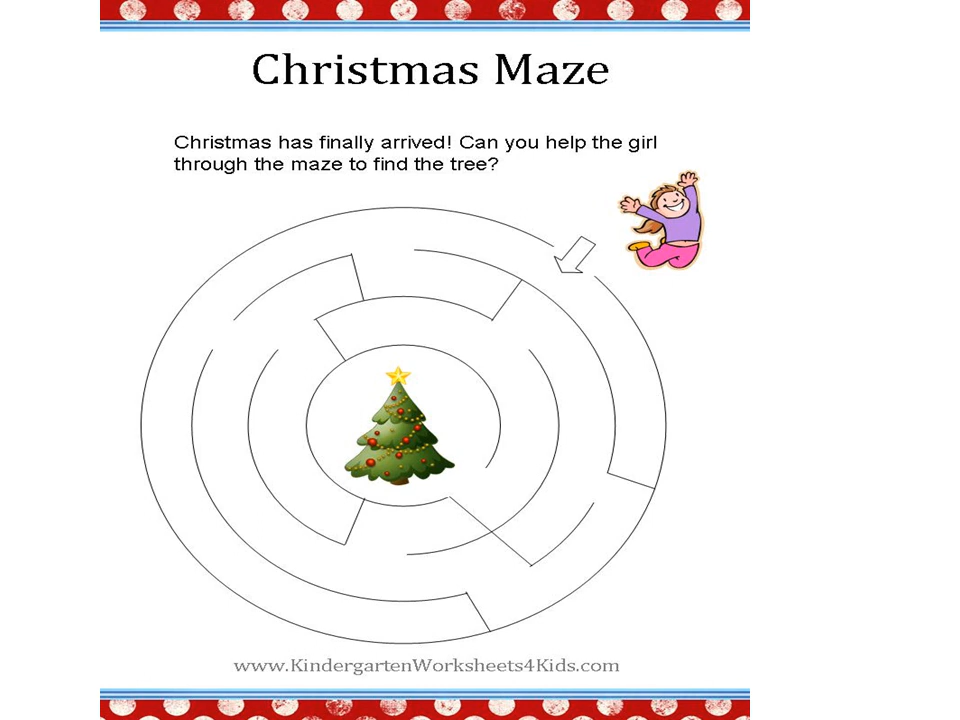 Christmas Maze
Christmas has finally arrived! Can you help the girl
through the maze to find the tree?
www.KindergartenWorksheets4Kids.com